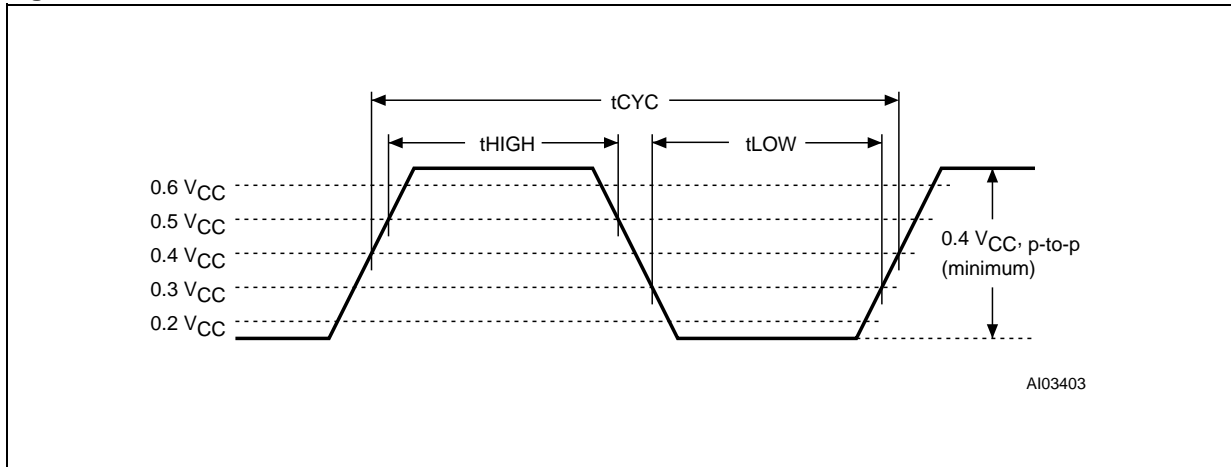 tCYC
tHIGH
tLOW
0.6 VCC
0.5 VCC
0.4 VCC
0.3 VCC
0.2 VCC
0.4 VCC, p-to-p
(minimum)
AI03403